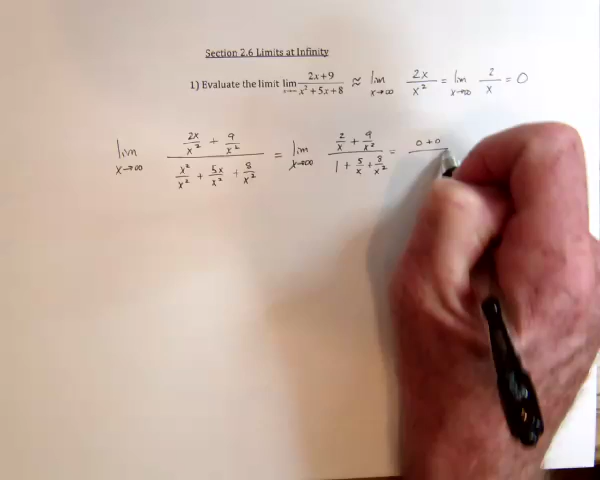 Section 2.6 Limits at Infinity
1) Evaluate the limit lim x→∞ (2x+9)/(x²+5x+8) ≈ lim x→∞ 2x/x² = lim x→∞ 2/x = 0
lim x→∞ (2x/x² + 9/x²)/(x²/x² + 5x/x² + 8/x²) = lim x→∞ (2/x + 9/x²)/(1 + 5/x + 8/x²) = 0+0